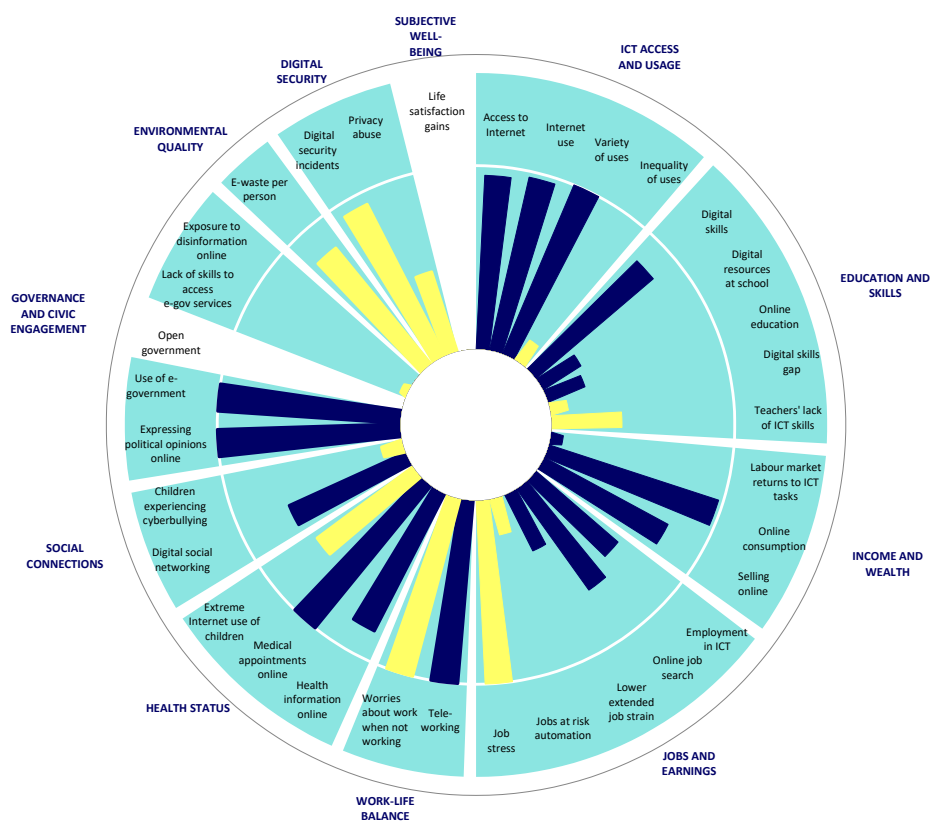 SUBJECTIVE
WELL-
BEING
Life
satisfaction
gains
ICT ACCESS
AND USAGE
Access to
Internet
Internet
use
Variety
of uses
Inequality
of uses
EDUCATION AND
SKILLS
Digital
skills
Digital
resources
at school
Online
education
Digital skills
gap
Teachers' lack
of ICT skills
INCOME AND
WEALTH
Labour market
returns to ICT
tasks
Online
consumption
Selling
online
JOBS AND
EARNINGS
Employment
in ICT
Online job
search
Lower
extended
job strain
Jobs at risk
automation
Job
stress
WORK-LIFE
BALANCE
Tele-
working
Worries
about work
when not
working
HEALTH STATUS
Health
information
online
Medical
appointments
online
Extreme
Internet use of
children
SOCIAL
CONNECTIONS
Digital social
networking
Children
experiencing
cyberbullying
GOVERNANCE
AND CIVIC
ENGAGEMENT
Expressing
political opinions
online
Use of e-
government
Open
government
Lack of skills to
access
e-gov services
Exposure to
disinformation
online
ENVIRONMENTAL
QUALITY
E-waste per
person
DIGITAL
SECURITY
Digital
security
incidents
Privacy
abuse